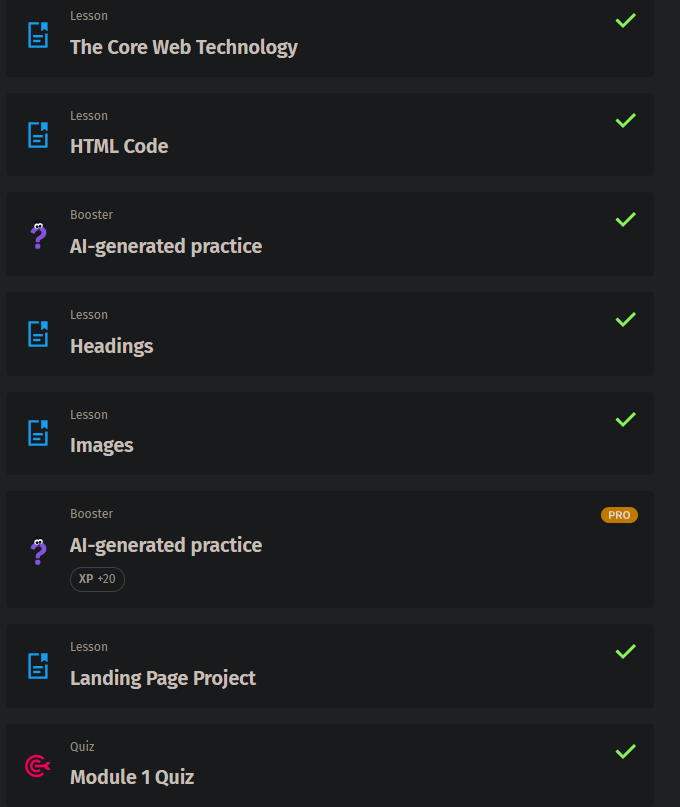 Lesson
The Core Web Technology
Lesson
HTML Code
Booster
AI-generated practice
Lesson
Headings
Lesson
Images
Booster
PRO
AI-generated practice
XP +20
Lesson
Landing Page Project
Quiz
Module 1 Quiz